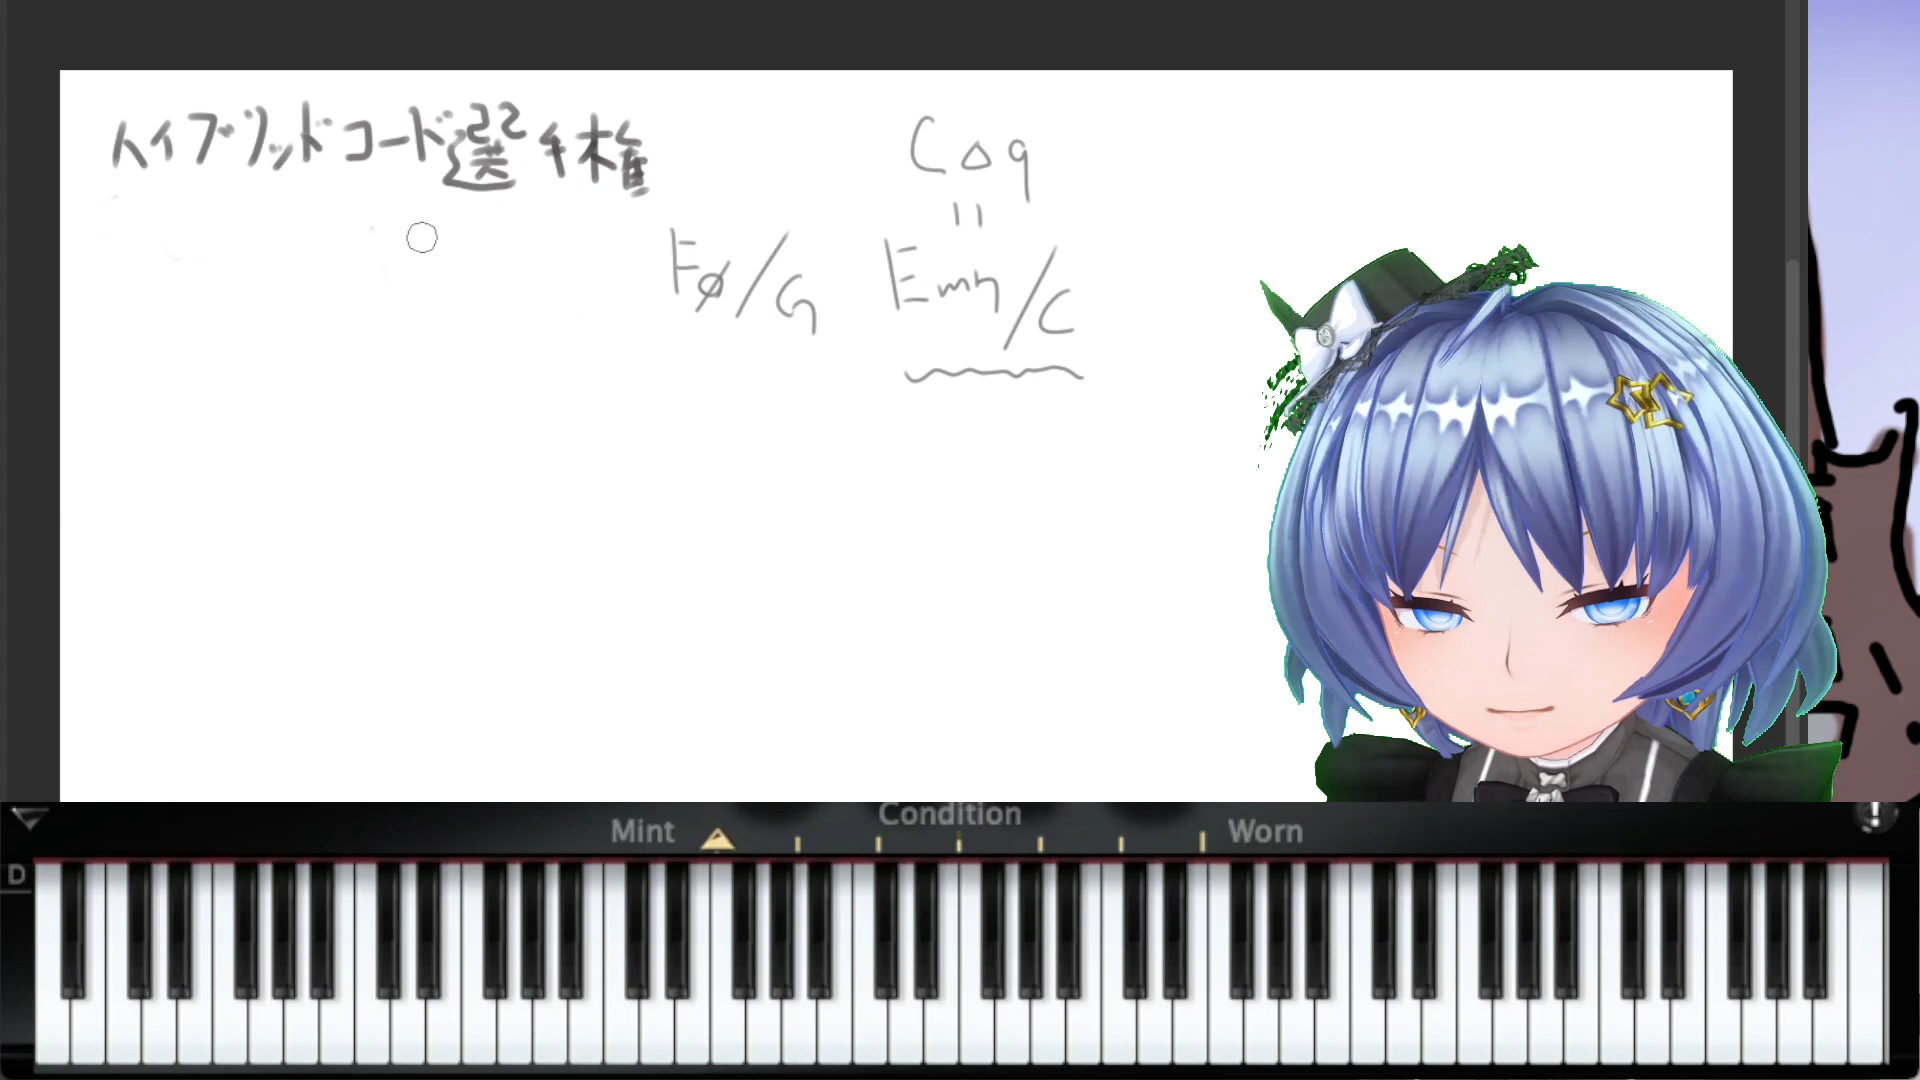 ハイブリッドコード選手権
C△9
=
FØ/G Em7/C
Mint Condition Worn
D